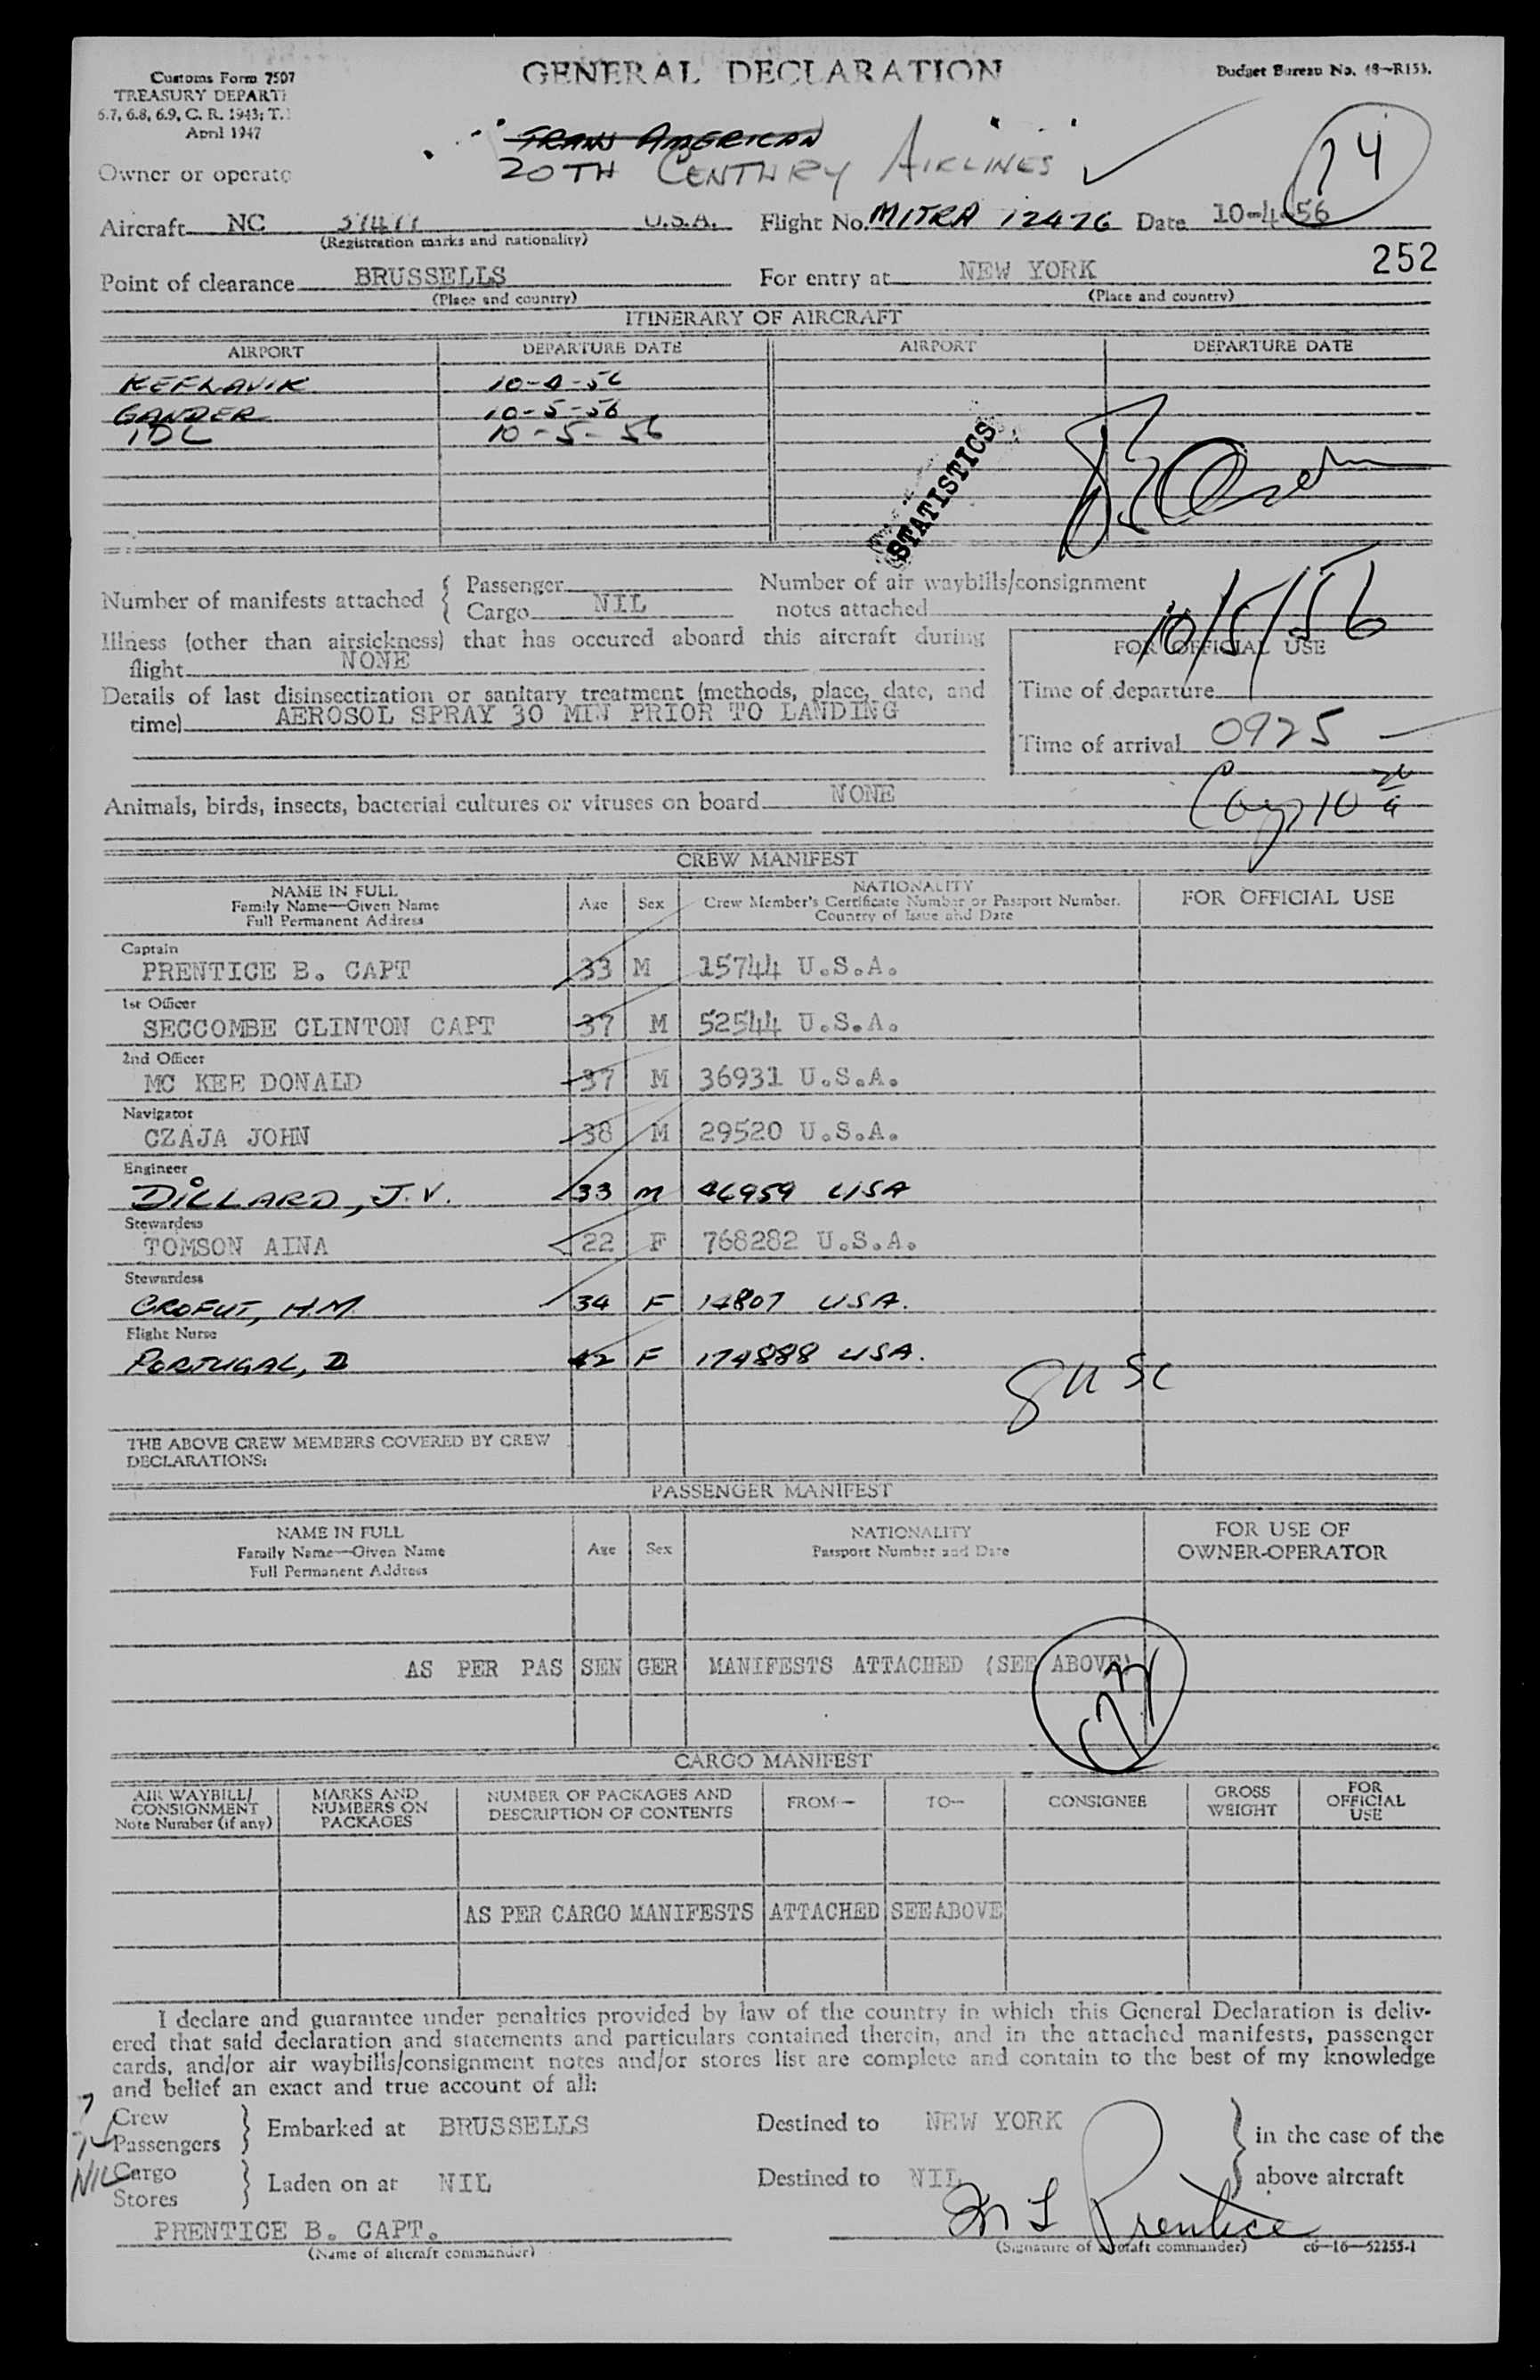 Customs Form 7507
TREASURY DEPARTM
6.7, 6.8, 6.9, C. R. 1943; T.
April 1947
GENERAL DECLARATION
Budget Bureau No. 48-R153.
TRANS AMERICAN
20TH CENTURY AIRLINES
74
Owner or operato
Aircraft NC U.S.A. Flight No. MITRA 12476 Date 10-4-56
(Registration marks and nationality)
252
Point of clearance BRUSSELLS For entry at NEW YORK
(Place and country) (Place and country)
ITINERARY OF AIRCRAFT
AIRPORT DEPARTURE DATE AIRPORT DEPARTURE DATE
KEFLAVIK 10-4-56
GANDER 10-5-56
IDL 10-5-56
STATISTICS
Number of manifests attached { Passenger Number of air waybills/consignment
Cargo NIL notes attached
10/5/56
Illness (other than airsickness) that has occured aboard this aircraft during
flight NONE
FOR OFFICIAL USE
Details of last disinsectization or sanitary treatment (methods, place, date, and
time) AEROSOL SPRAY 30 MIN PRIOR TO LANDING
Time of departure
Time of arrival 0925
Animals, birds, insects, bacterial cultures or viruses on board NONE
CREW MANIFEST
NAME IN FULL
Family Name—Given Name
Full Permanent Address
Age Sex
NATIONALITY
Crew Member's Certificate Number or Passport Number.
Country of Issue and Date
FOR OFFICIAL USE
Captain
PRENTICE B. CAPT 33 M 15744 U.S.A.
1st Officer
SECCOMBE CLINTON CAPT 37 M 52544 U.S.A.
2nd Officer
MC KEE DONALD 37 M 36931 U.S.A.
Navigator
CZAJA JOHN 38 M 29520 U.S.A.
Engineer
DILLARD, J.V. 33 M 46959 USA
Stewardess
TOMSON AINA 22 F 768282 U.S.A.
Stewardess
CROFUT, H.M. 34 F 14807 USA.
Flight Nurse
PORTUGAL, D 42 F 174888 USA.
8 USC
THE ABOVE CREW MEMBERS COVERED BY CREW
DECLARATIONS:
PASSENGER MANIFEST
NAME IN FULL
Family Name—Given Name
Full Permanent Address
Age Sex
NATIONALITY
Passport Number and Date
FOR USE OF
OWNER-OPERATOR
AS PER PASSENGER MANIFESTS ATTACHED (SEE ABOVE)
CARGO MANIFEST
AIR WAYBILL/
CONSIGNMENT
Note Number (if any)
MARKS AND
NUMBERS ON
PACKAGES
NUMBER OF PACKAGES AND
DESCRIPTION OF CONTENTS
FROM—
TO—
CONSIGNEE
GROSS
WEIGHT
FOR
OFFICIAL
USE
AS PER CARGO MANIFESTS ATTACHED SEE ABOVE
I declare and guarantee under penalties provided by law of the country in which this General Declaration is deliv-
ered that said declaration and statements and particulars contained therein, and in the attached manifests, passenger
cards, and/or air waybills/consignment notes and/or stores list are complete and contain to the best of my knowledge
and belief an exact and true account of all:
Crew
Passengers } Embarked at BRUSSELLS Destined to NEW YORK } in the case of the
NIL Cargo
Stores } Laden on at NIL Destined to NIL above aircraft
PRENTICE B. CAPT. Prentice
(Name of aircraft commander) (Signature of aircraft commander) c6—16—52255-1